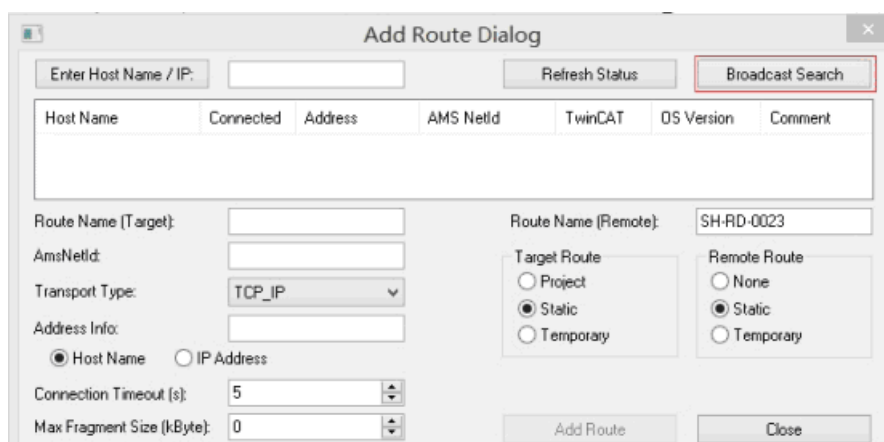 Add Route Dialog
Enter Host Name / IP: Refresh Status Broadcast Search
Host Name Connected Address AMS NetId TwinCAT OS Version Comment
Route Name (Target): Route Name (Remote): SH-RD-0023
AmsNetId: Target Route Remote Route
Transport Type: TCP_IP Project None
Static Static
Address Info: Temporary Temporary
Host Name IP Address
Connection Timeout (s): 5
Max Fragment Size (kByte): 0 Add Route Close